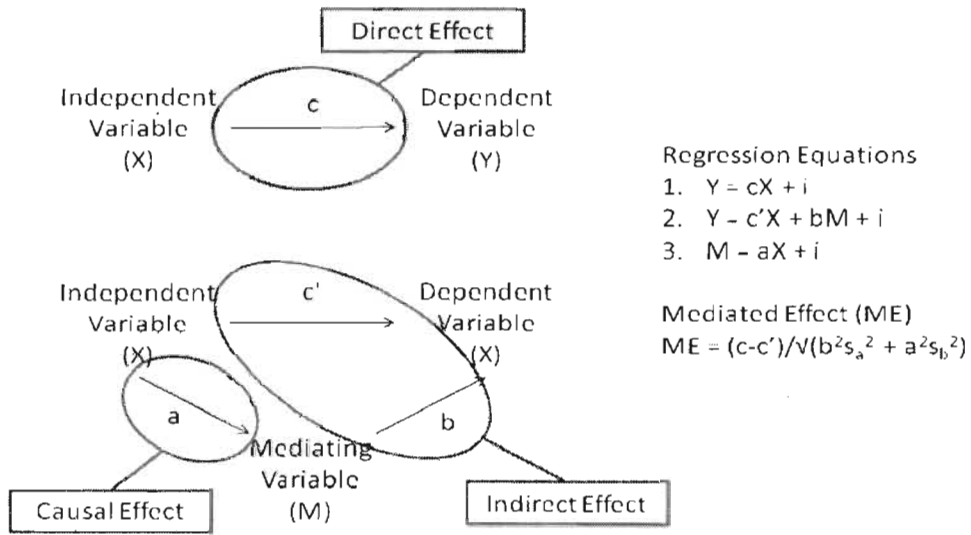 Direct Effect
Independent
Variable
(X)
c
Dependent
Variable
(Y)
Regression Equations
1. Y = cX + i
2. Y - c'X + bM + i
3. M - aX + i
Independent
Variable
(X)
c'
Dependent
Variable
(X)
Mediated Effect (ME)
ME = (c-c')/√(b²sₐ² + a²s_b²)
a
b
Mediating
Variable
(M)
Causal Effect
Indirect Effect